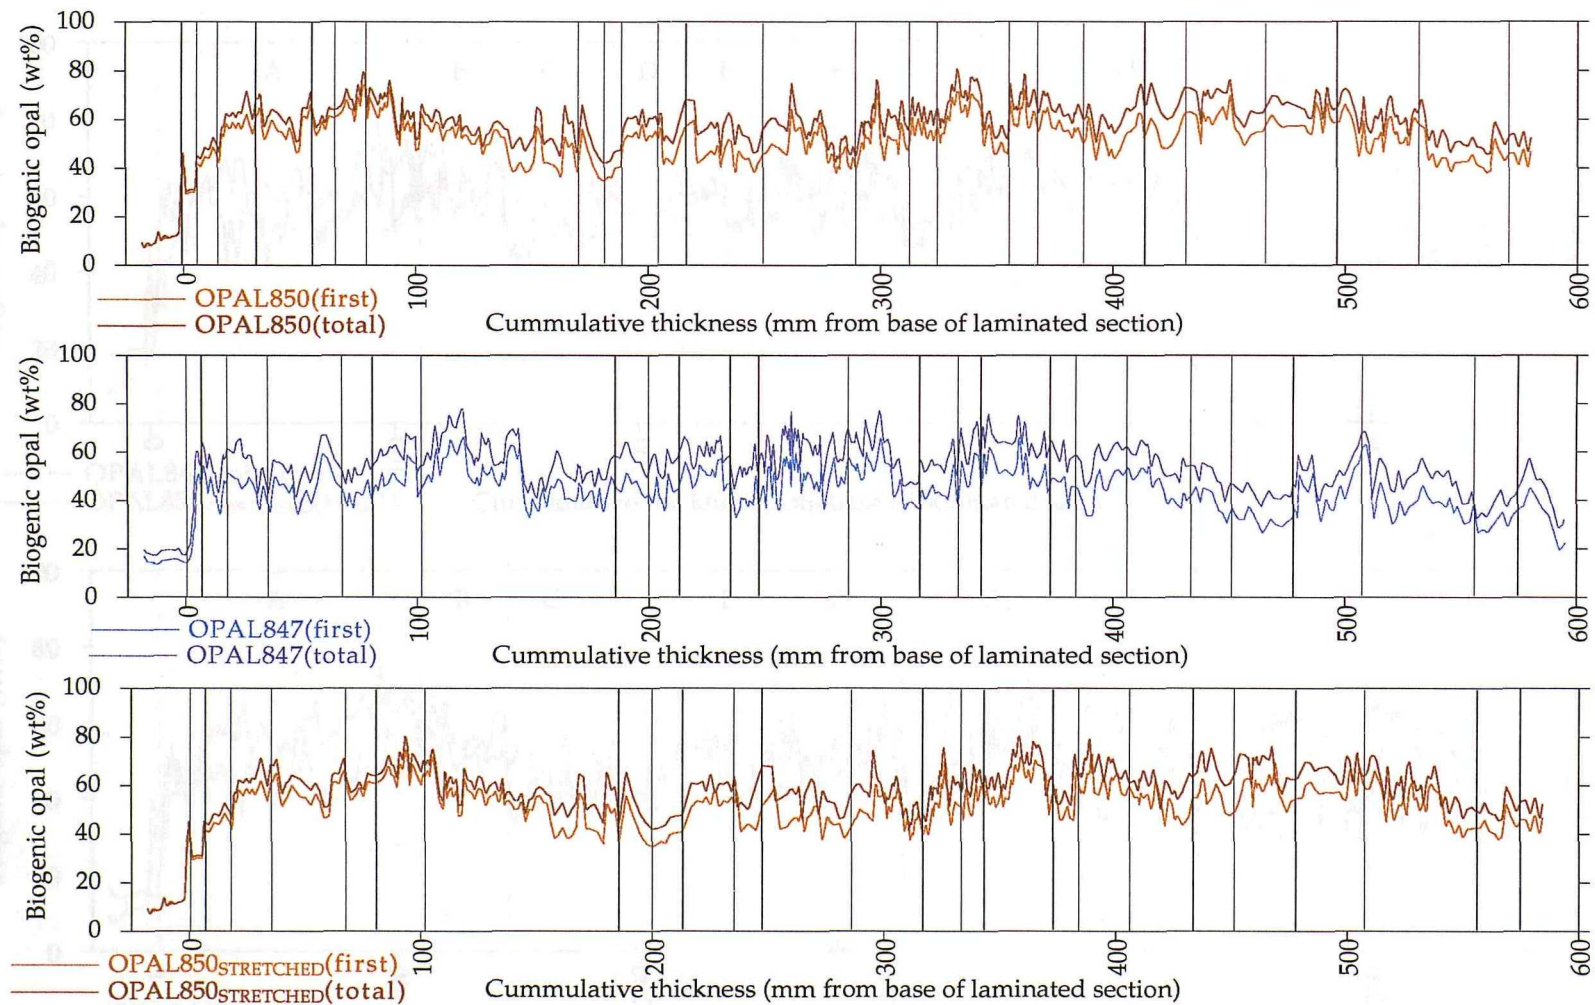 Biogenic opal (wt%)
100
80
60
40
20
0
0 100 200 300 400 500 600
OPAL850(first)
OPAL850(total)
Cummulative thickness (mm from base of laminated section)
Biogenic opal (wt%)
100
80
60
40
20
0
0 100 200 300 400 500 600
OPAL847(first)
OPAL847(total)
Cummulative thickness (mm from base of laminated section)
Biogenic opal (wt%)
100
80
60
40
20
0
0 100 200 300 400 500 600
OPAL850STRETCHED(first)
OPAL850STRETCHED(total)
Cummulative thickness (mm from base of laminated section)